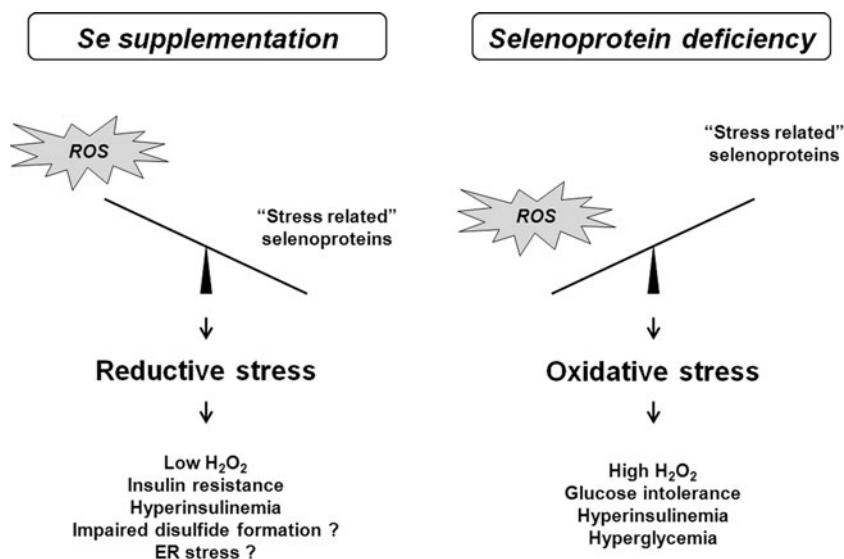 Se supplementation
ROS
"Stress related"
selenoproteins
Reductive stress
Low H₂O₂
Insulin resistance
Hyperinsulinemia
Impaired disulfide formation ?
ER stress ?
Selenoprotein deficiency
"Stress related"
selenoproteins
ROS
Oxidative stress
High H₂O₂
Glucose intolerance
Hyperinsulinemia
Hyperglycemia